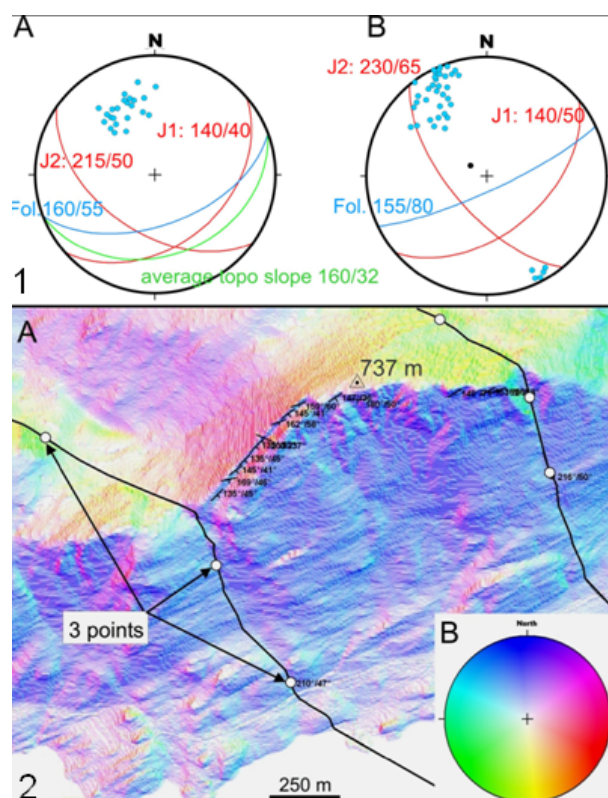 A
B
N
N
J2: 230/65
J1: 140/40
J1: 140/50
J2: 215/50
Fol.160/55
Fol. 155/80
average topo slope 160/32
1
A
737 m
145°/41
162°/56°
135°/45°
145°/41°
169°/46°
135°/45°
216°/50°
3 points
210°/47°
B
North
2
250 m